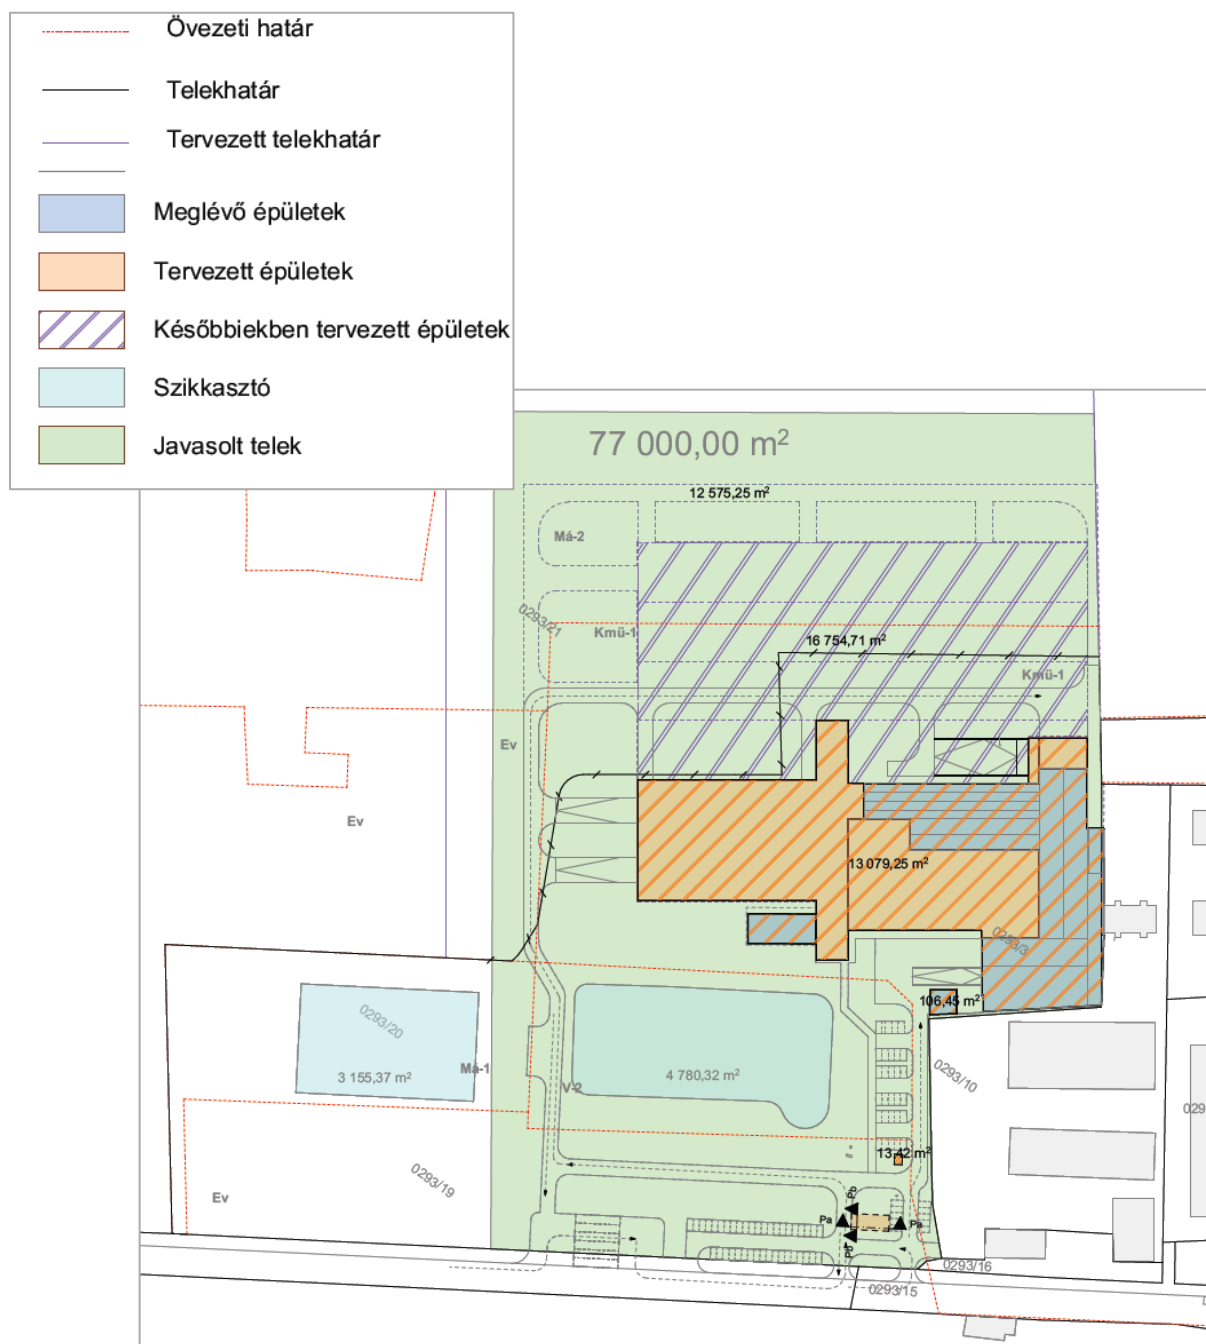 Övezeti határ
Telekhatár
Tervezett telekhatár
Meglévő épületek
Tervezett épületek
Későbbiekben tervezett épületek
Szikkasztó
Javasolt telek
77 000,00 m²
12 575,25 m²
Má-2
0293/21
Kmü-1
16 754,71 m²
Kmü-1
Ev
Ev
13 079,25 m²
0293/3
106,45 m²
0293/20
3 155,37 m²
Má-1
4 780,32 m²
V-2
0293/10
029
13,42 m²
0293/19
Ev
Pb
Pa
Pa
Pb
0293/16
0293/15